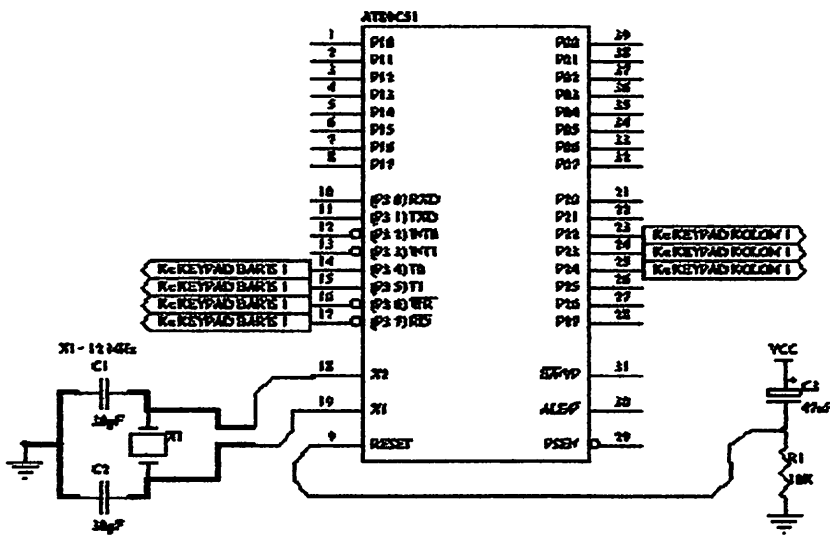 AT89C51
1 P10 P00 39
2 P11 P01 38
3 P12 P02 37
4 P13 P03 36
5 P14 P04 35
6 P15 P05 34
7 P16 P06 33
8 P17 P07 32
10 (P3 0) RXD P20 21
11 (P3 1) TXD P21 22
12 (P3 2) INT0 P22 23 Ke KEYPAD KOLOM 1
13 (P3 3) INT1 P23 24 Ke KEYPAD KOLOM 1
Ke KEYPAD BARIS 1 14 (P3 4) T0 P24 25 Ke KEYPAD KOLOM 1
Ke KEYPAD BARIS 1 15 (P3 5) T1 P25 26
Ke KEYPAD BARIS 1 16 (P3 6) WR P26 27
Ke KEYPAD BARIS 1 17 (P3 7) RD P27 28
X1 - 12 MHz
18 X2 EA/VP 31
VCC
C1
C3
30pF
19 X1 ALE/P 30
X1
9 RESET PSEN 29
C2
R1
10K
30pF